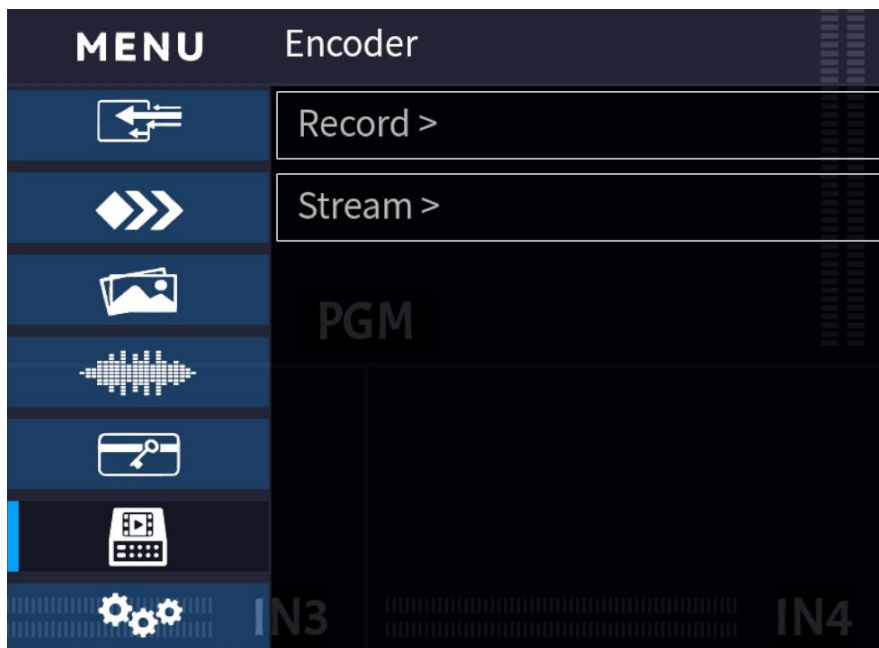 MENU Encoder
Record >
Stream >
PGM
IN3 IN4